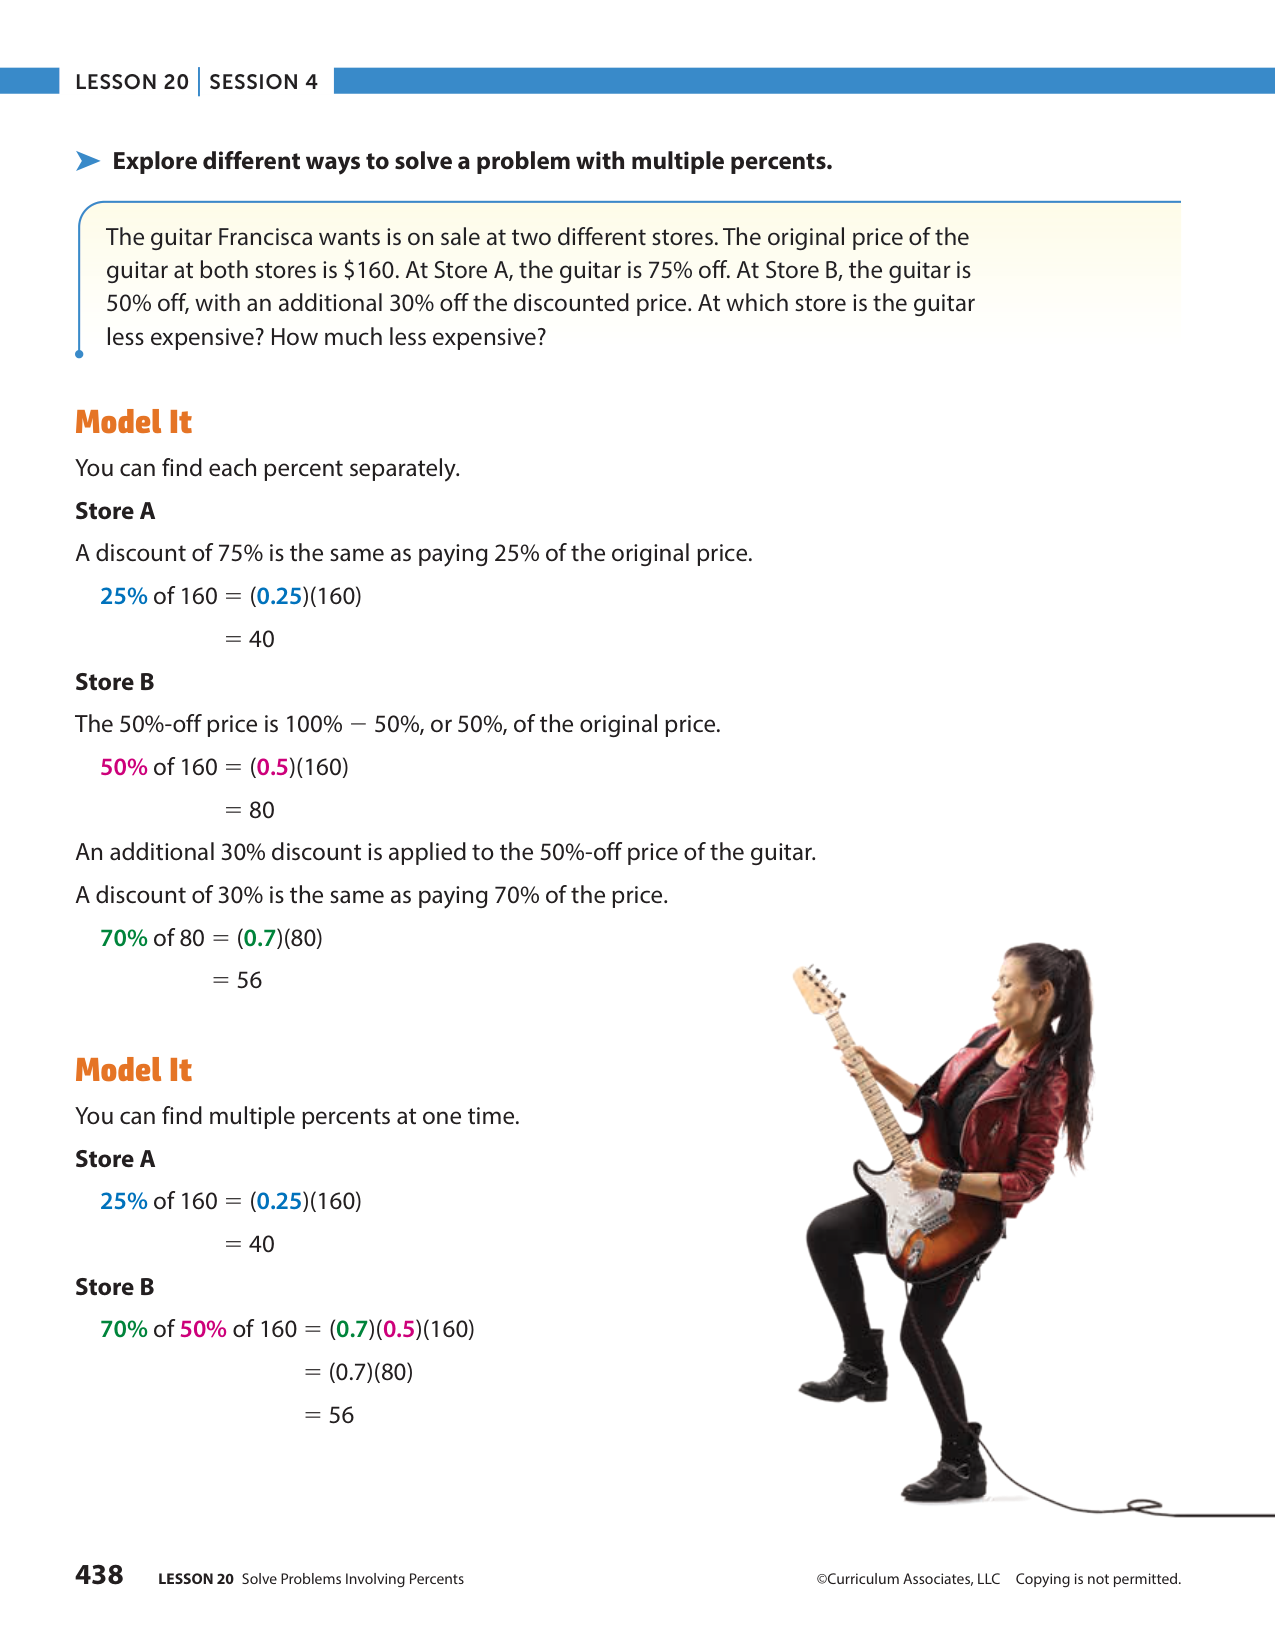 LESSON 20 | SESSION 4
➤ Explore different ways to solve a problem with multiple percents.
The guitar Francisca wants is on sale at two different stores. The original price of the
guitar at both stores is $160. At Store A, the guitar is 75% off. At Store B, the guitar is
50% off, with an additional 30% off the discounted price. At which store is the guitar
less expensive? How much less expensive?
Model It
You can find each percent separately.
Store A
A discount of 75% is the same as paying 25% of the original price.
25% of 160 = (0.25)(160)
= 40
Store B
The 50%-off price is 100% − 50%, or 50%, of the original price.
50% of 160 = (0.5)(160)
= 80
An additional 30% discount is applied to the 50%-off price of the guitar.
A discount of 30% is the same as paying 70% of the price.
70% of 80 = (0.7)(80)
= 56
Model It
You can find multiple percents at one time.
Store A
25% of 160 = (0.25)(160)
= 40
Store B
70% of 50% of 160 = (0.7)(0.5)(160)
= (0.7)(80)
= 56
438 LESSON 20 Solve Problems Involving Percents ©Curriculum Associates, LLC Copying is not permitted.